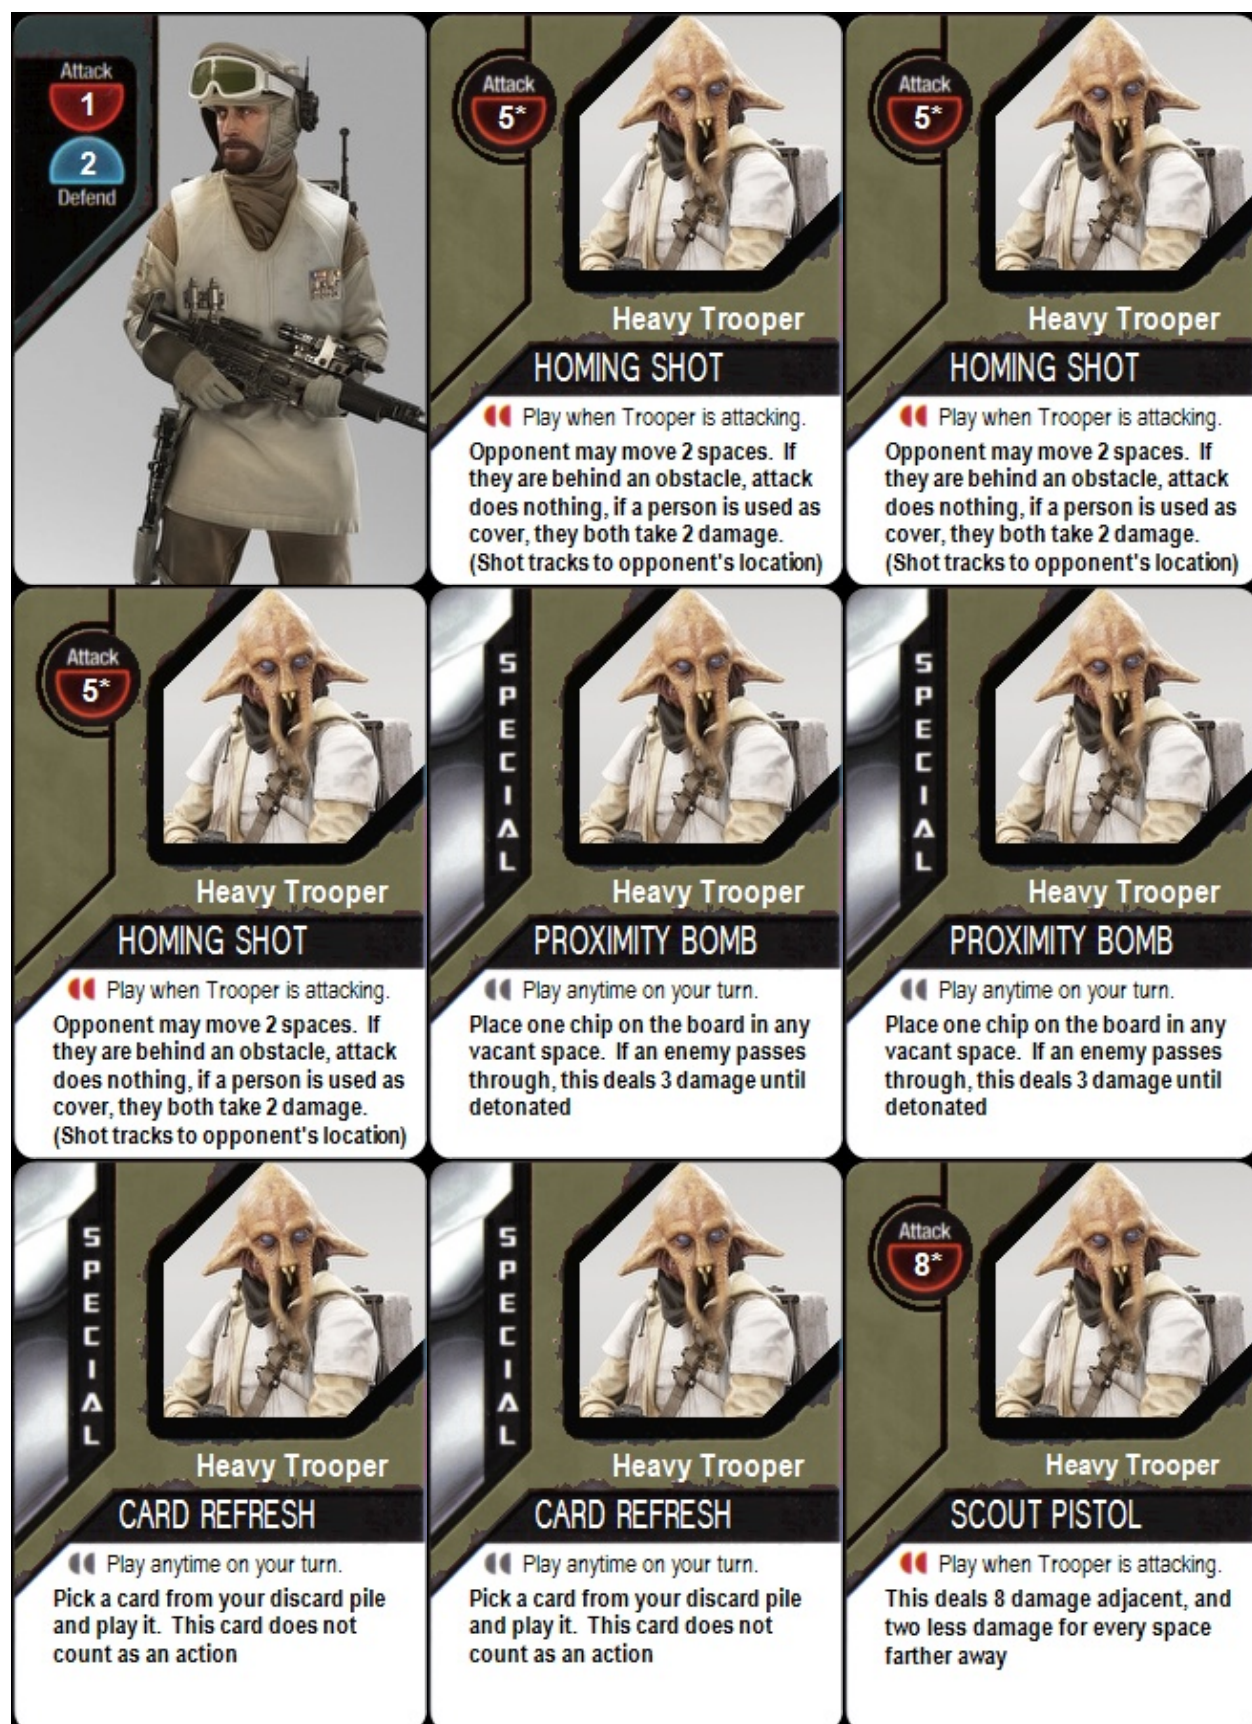 Attack
1
2
Defend
Attack
5*
Heavy Trooper
HOMING SHOT
Play when Trooper is attacking.
Opponent may move 2 spaces. If
they are behind an obstacle, attack
does nothing, if a person is used as
cover, they both take 2 damage.
(Shot tracks to opponent's location)
Attack
5*
Heavy Trooper
HOMING SHOT
Play when Trooper is attacking.
Opponent may move 2 spaces. If
they are behind an obstacle, attack
does nothing, if a person is used as
cover, they both take 2 damage.
(Shot tracks to opponent's location)
Attack
5*
Heavy Trooper
HOMING SHOT
Play when Trooper is attacking.
Opponent may move 2 spaces. If
they are behind an obstacle, attack
does nothing, if a person is used as
cover, they both take 2 damage.
(Shot tracks to opponent's location)
SPECIAL
Heavy Trooper
PROXIMITY BOMB
Play anytime on your turn.
Place one chip on the board in any
vacant space. If an enemy passes
through, this deals 3 damage until
detonated
SPECIAL
Heavy Trooper
PROXIMITY BOMB
Play anytime on your turn.
Place one chip on the board in any
vacant space. If an enemy passes
through, this deals 3 damage until
detonated
SPECIAL
Heavy Trooper
CARD REFRESH
Play anytime on your turn.
Pick a card from your discard pile
and play it. This card does not
count as an action
SPECIAL
Heavy Trooper
CARD REFRESH
Play anytime on your turn.
Pick a card from your discard pile
and play it. This card does not
count as an action
Attack
8*
Heavy Trooper
SCOUT PISTOL
Play when Trooper is attacking.
This deals 8 damage adjacent, and
two less damage for every space
farther away